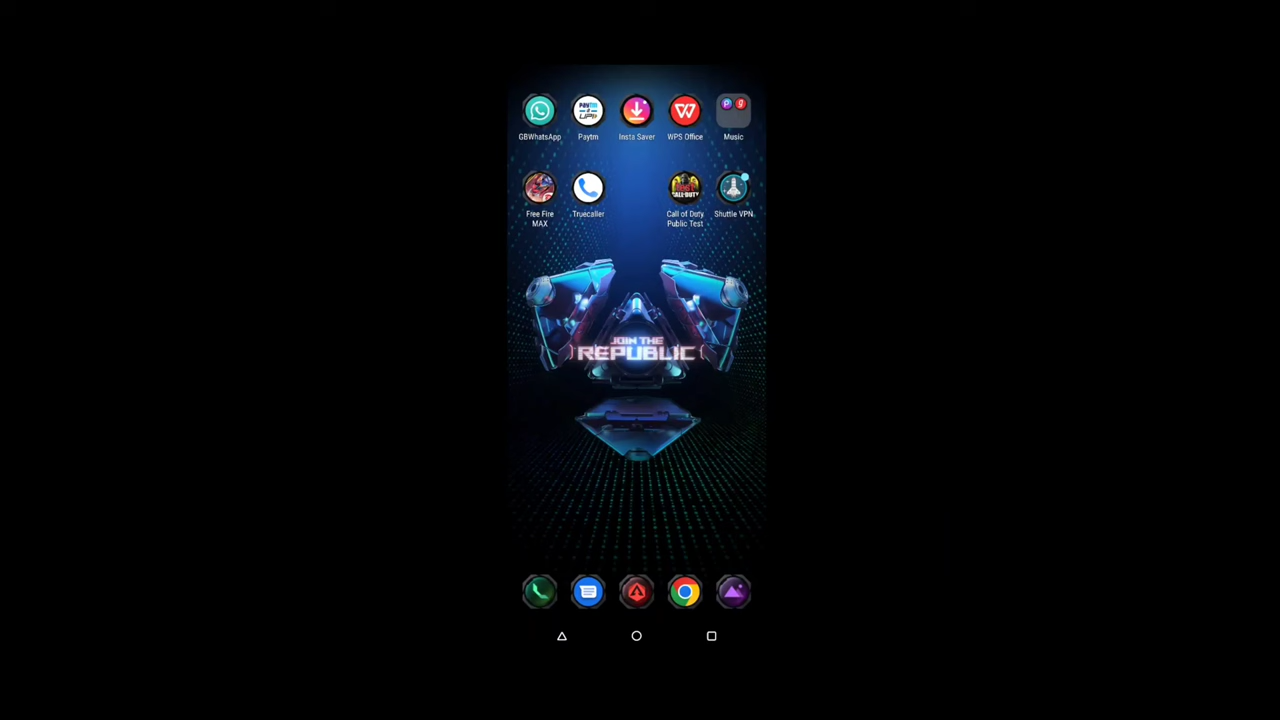 GBWhatsApp
Paytm
Insta Saver
WPS Office
Music
Free Fire
MAX
Truecaller
Call of Duty
Public Test
Shuttle VPN
JOIN THE
REPUBLIC